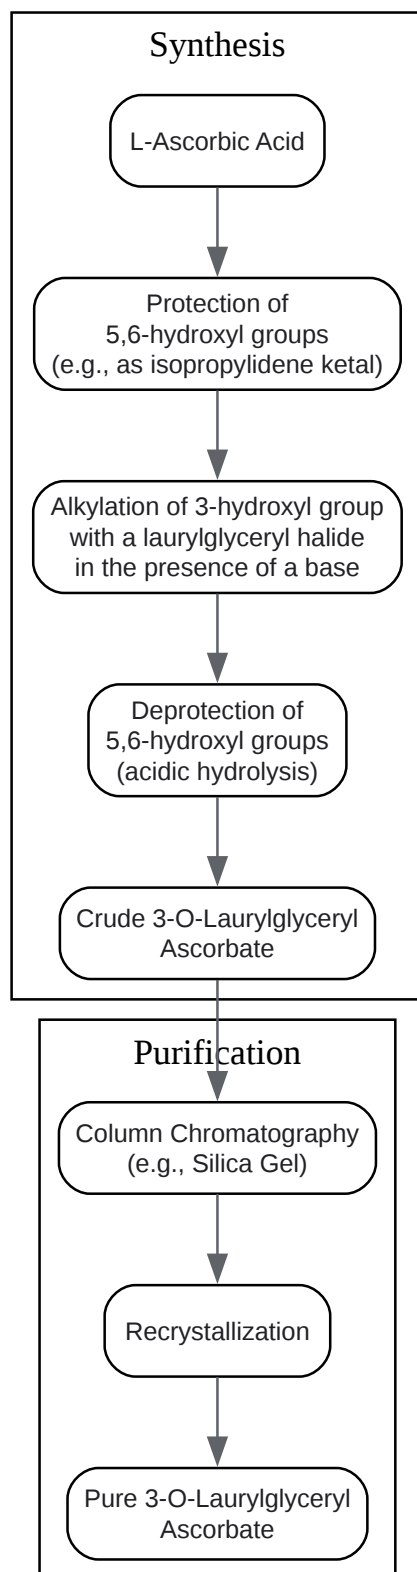 Synthesis
L-Ascorbic Acid
Protection of
5,6-hydroxyl groups
(e.g., as isopropylidene ketal)
Alkylation of 3-hydroxyl group
with a laurylglyceryl halide
in the presence of a base
Deprotection of
5,6-hydroxyl groups
(acidic hydrolysis)
Crude 3-O-Laurylglyceryl
Ascorbate
Purification
Column Chromatography
(e.g., Silica Gel)
Recrystallization
Pure 3-O-Laurylglyceryl
Ascorbate